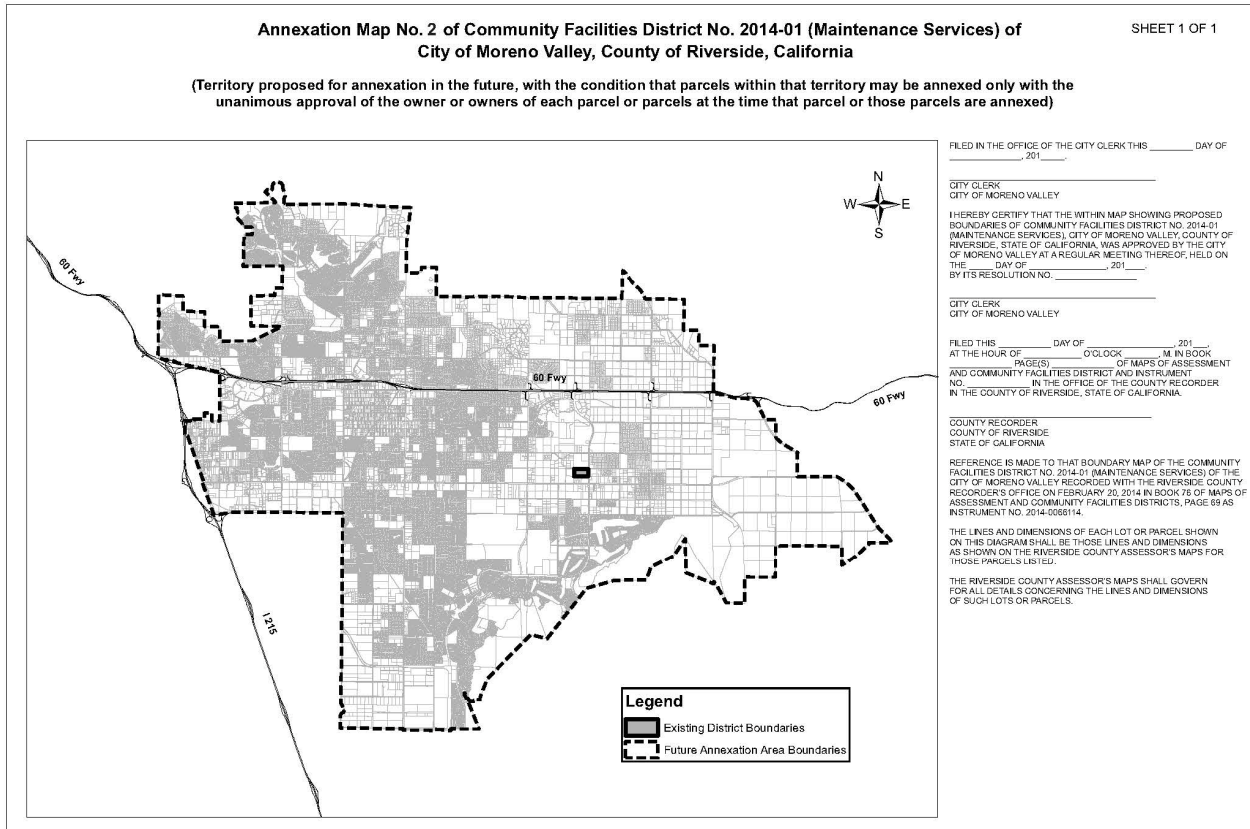 Annexation Map No. 2 of Community Facilities District No. 2014-01 (Maintenance Services) of
City of Moreno Valley, County of Riverside, California
SHEET 1 OF 1
(Territory proposed for annexation in the future, with the condition that parcels within that territory may be annexed only with the
unanimous approval of the owner or owners of each parcel or parcels at the time that parcel or those parcels are annexed)
N
W E
S
60 Fwy
60 Fwy
60 Fwy
I 215
Legend
Existing District Boundaries
Future Annexation Area Boundaries
FILED IN THE OFFICE OF THE CITY CLERK THIS _________ DAY OF
_______________, 201_____.
CITY CLERK
CITY OF MORENO VALLEY
I HEREBY CERTIFY THAT THE WITHIN MAP SHOWING PROPOSED
BOUNDARIES OF COMMUNITY FACILITIES DISTRICT NO. 2014-01
(MAINTENANCE SERVICES), CITY OF MORENO VALLEY, COUNTY OF
RIVERSIDE, STATE OF CALIFORNIA, WAS APPROVED BY THE CITY
OF MORENO VALLEY AT A REGULAR MEETING THEREOF, HELD ON
THE _____ DAY OF ________________, 201____.
BY ITS RESOLUTION NO. _________________
CITY CLERK
CITY OF MORENO VALLEY
FILED THIS ___________ DAY OF __________________, 201___,
AT THE HOUR OF ____________ O'CLOCK _______, M. IN BOOK
_____________ PAGE(S) _____________ OF MAPS OF ASSESSMENT
AND COMMUNITY FACILITIES DISTRICT AND INSTRUMENT
NO. _____________ IN THE OFFICE OF THE COUNTY RECORDER
IN THE COUNTY OF RIVERSIDE, STATE OF CALIFORNIA.
COUNTY RECORDER
COUNTY OF RIVERSIDE
STATE OF CALIFORNIA
REFERENCE IS MADE TO THAT BOUNDARY MAP OF THE COMMUNITY
FACILITIES DISTRICT NO. 2014-01 (MAINTENANCE SERVICES) OF THE
CITY OF MORENO VALLEY RECORDED WITH THE RIVERSIDE COUNTY
RECORDER'S OFFICE ON FEBRUARY 20, 2014 IN BOOK 76 OF MAPS OF
ASSESSMENT AND COMMUNITY FACILITIES DISTRICTS, PAGE 69 AS
INSTRUMENT NO. 2014-0066114.
THE LINES AND DIMENSIONS OF EACH LOT OR PARCEL SHOWN
ON THIS DIAGRAM SHALL BE THOSE LINES AND DIMENSIONS
AS SHOWN ON THE RIVERSIDE COUNTY ASSESSOR'S MAPS FOR
THOSE PARCELS LISTED.
THE RIVERSIDE COUNTY ASSESSOR'S MAPS SHALL GOVERN
FOR ALL DETAILS CONCERNING THE LINES AND DIMENSIONS
OF SUCH LOTS OR PARCELS.